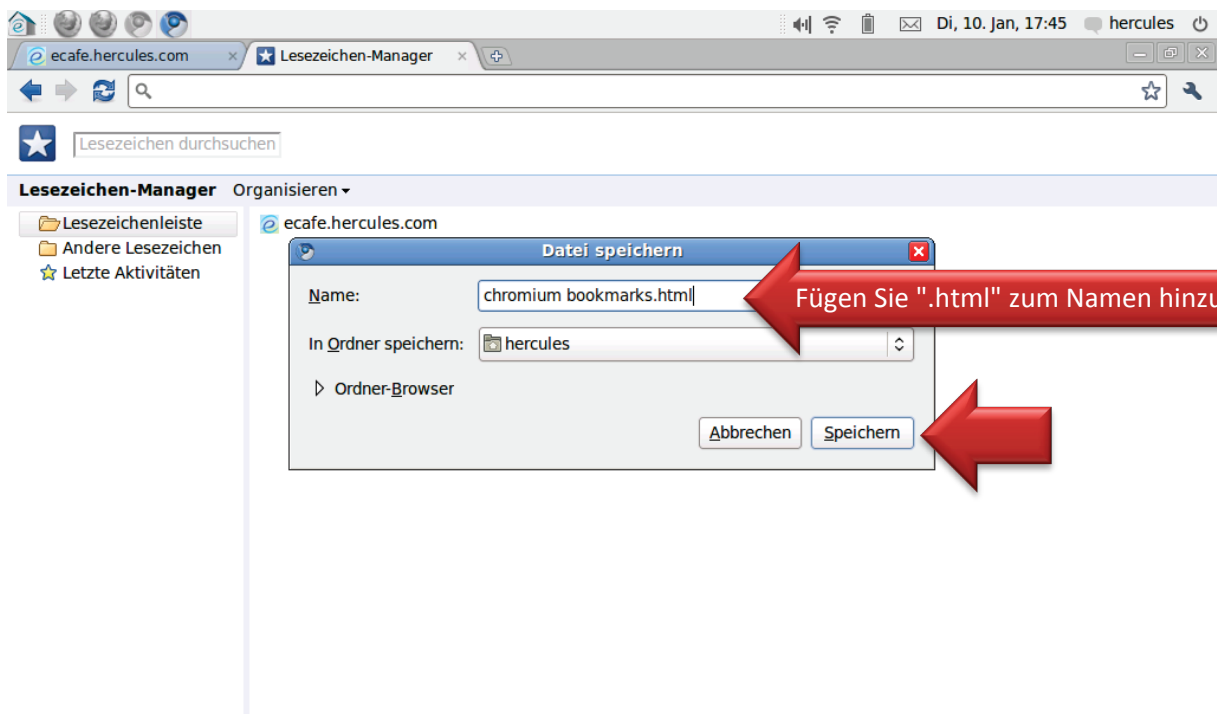 Di, 10. Jan, 17:45 hercules
ecafe.hercules.com Lesezeichen-Manager
Lesezeichen durchsuchen
Lesezeichen-Manager Organisieren
Lesezeichenleiste
Andere Lesezeichen
Letzte Aktivitäten
ecafe.hercules.com
Datei speichern
Name: chromium bookmarks.html
Fügen Sie ".html" zum Namen hinzu
In Ordner speichern: hercules
Ordner-Browser
Abbrechen Speichern